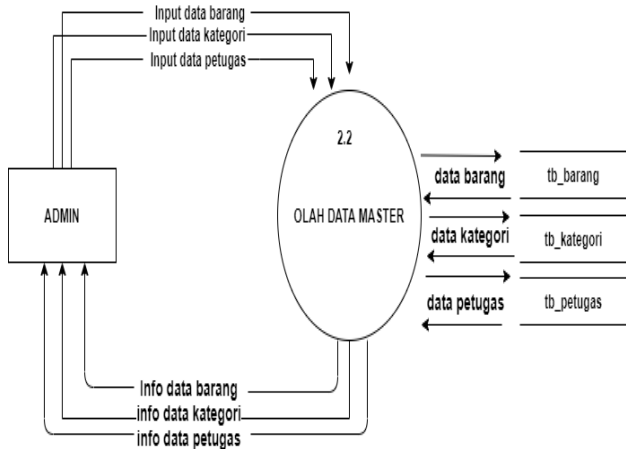 Input data barang
Input data kategori
Input data petugas
2.2
OLAH DATA MASTER
ADMIN
data barang
tb_barang
data kategori
tb_kategori
data petugas
tb_petugas
Info data barang
info data kategori
info data petugas